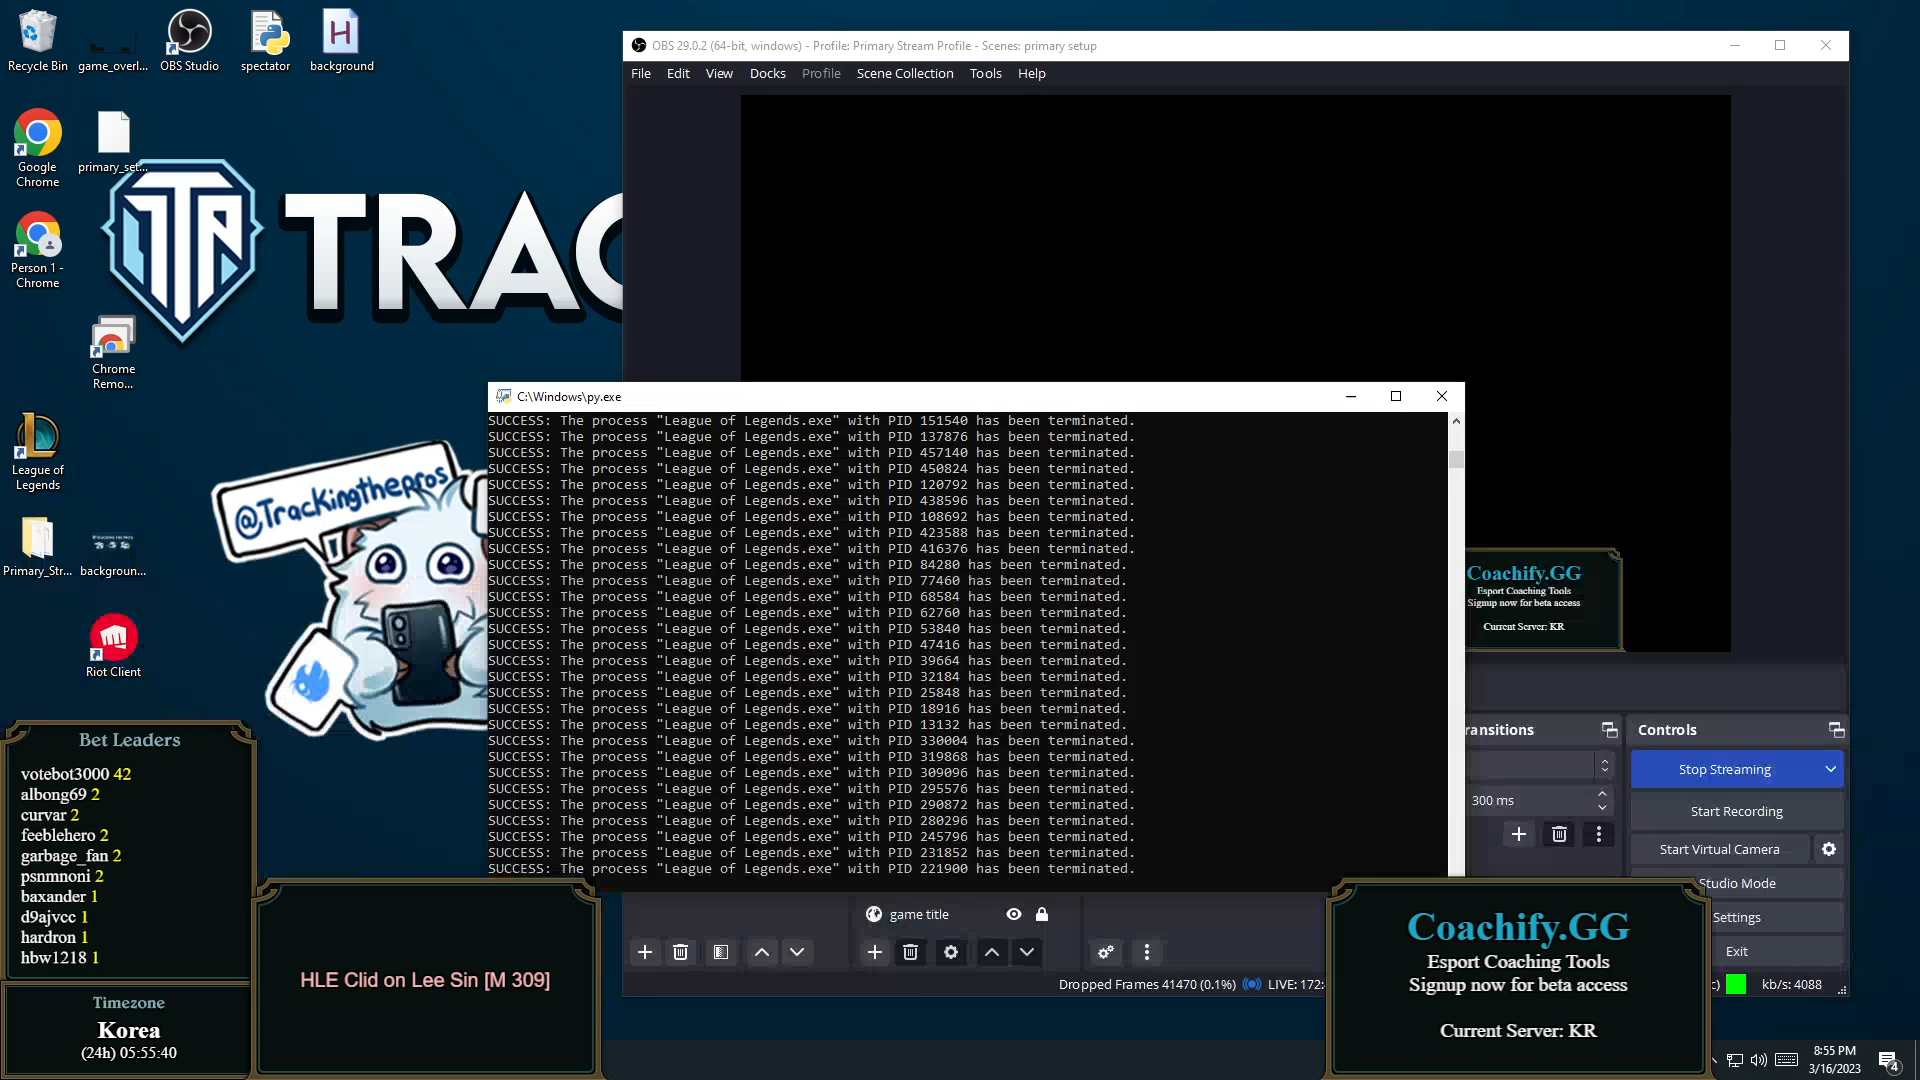 Recycle Bin
game_overl...
OBS Studio
spectator
background
H
Google
Chrome
primary_set...
Person 1 -
Chrome
TRAC
Chrome
Remo...
League of
Legends
@Trackingthepros
Primary_Str...
backgroun...
Riot Client
OBS 29.0.2 (64-bit, windows) - Profile: Primary Stream Profile - Scenes: primary setup
File Edit View Docks Profile Scene Collection Tools Help
C:\Windows\py.exe
SUCCESS: The process "League of Legends.exe" with PID 151540 has been terminated.
SUCCESS: The process "League of Legends.exe" with PID 137876 has been terminated.
SUCCESS: The process "League of Legends.exe" with PID 457140 has been terminated.
SUCCESS: The process "League of Legends.exe" with PID 450824 has been terminated.
SUCCESS: The process "League of Legends.exe" with PID 120792 has been terminated.
SUCCESS: The process "League of Legends.exe" with PID 438596 has been terminated.
SUCCESS: The process "League of Legends.exe" with PID 108692 has been terminated.
SUCCESS: The process "League of Legends.exe" with PID 423588 has been terminated.
SUCCESS: The process "League of Legends.exe" with PID 416376 has been terminated.
SUCCESS: The process "League of Legends.exe" with PID 84280 has been terminated.
SUCCESS: The process "League of Legends.exe" with PID 77460 has been terminated.
SUCCESS: The process "League of Legends.exe" with PID 68584 has been terminated.
SUCCESS: The process "League of Legends.exe" with PID 62760 has been terminated.
SUCCESS: The process "League of Legends.exe" with PID 53840 has been terminated.
SUCCESS: The process "League of Legends.exe" with PID 47416 has been terminated.
SUCCESS: The process "League of Legends.exe" with PID 39664 has been terminated.
SUCCESS: The process "League of Legends.exe" with PID 32184 has been terminated.
SUCCESS: The process "League of Legends.exe" with PID 25848 has been terminated.
SUCCESS: The process "League of Legends.exe" with PID 18916 has been terminated.
SUCCESS: The process "League of Legends.exe" with PID 13132 has been terminated.
SUCCESS: The process "League of Legends.exe" with PID 330004 has been terminated.
SUCCESS: The process "League of Legends.exe" with PID 319868 has been terminated.
SUCCESS: The process "League of Legends.exe" with PID 309096 has been terminated.
SUCCESS: The process "League of Legends.exe" with PID 295576 has been terminated.
SUCCESS: The process "League of Legends.exe" with PID 290872 has been terminated.
SUCCESS: The process "League of Legends.exe" with PID 280296 has been terminated.
SUCCESS: The process "League of Legends.exe" with PID 245796 has been terminated.
SUCCESS: The process "League of Legends.exe" with PID 231852 has been terminated.
SUCCESS: The process "League of Legends.exe" with PID 221900 has been terminated.
Coachify.GG
Esport Coaching Tools
Signup now for beta access
Current Server: KR
ransitions
300 ms
Controls
Stop Streaming
Start Recording
Start Virtual Camera
Studio Mode
Settings
Exit
game title
Dropped Frames 41470 (0.1%)
LIVE: 172:
kb/s: 4088
Bet Leaders
votebot3000 42
albong69 2
curvar 2
feeblehero 2
garbage_fan 2
psnmnoni 2
baxander 1
d9ajvcc 1
hardron 1
hbw1218 1
Timezone
Korea
(24h) 05:55:40
HLE Clid on Lee Sin [M 309]
Coachify.GG
Esport Coaching Tools
Signup now for beta access
Current Server: KR
8:55 PM
3/16/2023
4